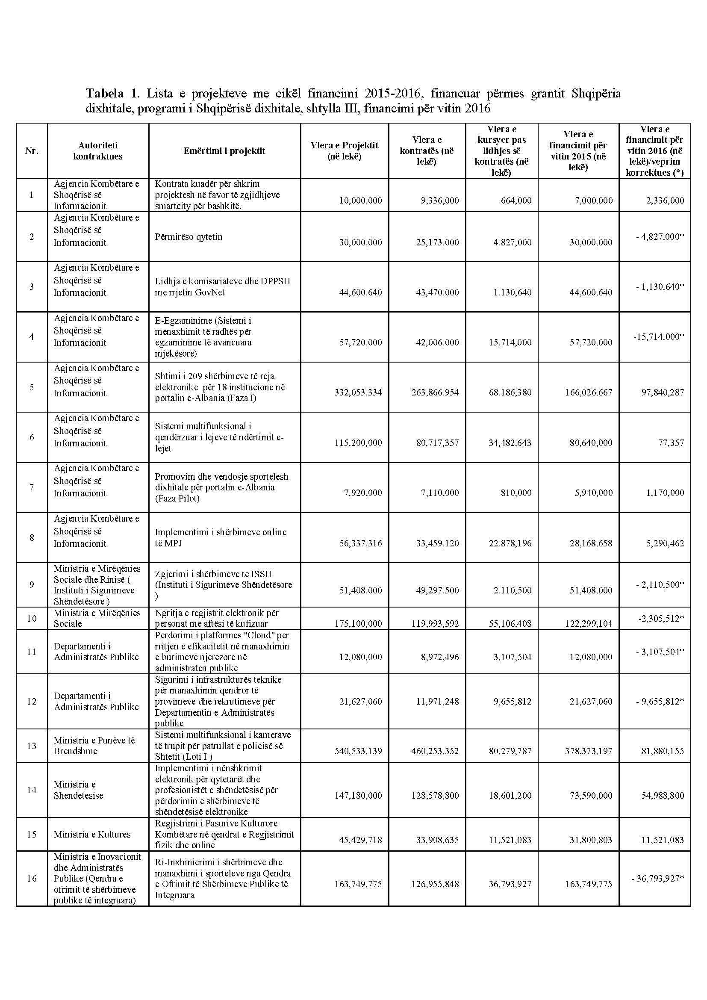 Tabela 1. Lista e projekteve me cikël financimi 2015-2016, financuar përmes grantit Shqipëria
dixhitale, programi i Shqipërisë dixhitale, shtylla III, financimi për vitin 2016
Nr.
Autoriteti
kontraktues
Emërtimi i projektit
Vlera e Projektit
(në lekë)
Vlera e
kontratës (në
lekë)
Vlera e
kursyer pas
lidhjes së
kontratës (në
lekë)
Vlera e
financimit për
vitin 2015 (në
lekë)
Vlera e
financimit për
vitin 2016 (në
lekë)/veprim
korrektues (*)
1
Agjencia Kombëtare e
Shoqërisë së
Informacionit
Kontrata kuadër për shkrim
projektesh në favor të zgjidhjeve
smartcity për bashkitë.
10,000,000
9,336,000
664,000
7,000,000
2,336,000
2
Agjencia Kombëtare e
Shoqërisë së
Informacionit
Përmirëso qytetin
30,000,000
25,173,000
4,827,000
30,000,000
- 4,827,000*
3
Agjencia Kombëtare e
Shoqërisë së
Informacionit
Lidhja e komisariateve dhe DPPSH
me rrjetin GovNet
44,600,640
43,470,000
1,130,640
44,600,640
- 1,130,640*
4
Agjencia Kombëtare e
Shoqërisë së
Informacionit
E-Egzaminime (Sistemi i
menaxhimit të radhës për
egzaminime të avancuara
mjekësore)
57,720,000
42,006,000
15,714,000
57,720,000
-15,714,000*
5
Agjencia Kombëtare e
Shoqërisë së
Informacionit
Shtimi i 209 shërbimeve të reja
elektronike  për 18 institucione në
portalin e-Albania (Faza I)
332,053,334
263,866,954
68,186,380
166,026,667
97,840,287
6
Agjencia Kombëtare e
Shoqërisë së
Informacionit
Sistemi multifunksional i
qendërzuar i lejeve të ndërtimit e-
lejet
115,200,000
80,717,357
34,482,643
80,640,000
77,357
7
Agjencia Kombëtare e
Shoqërisë së
Informacionit
Promovim dhe vendosje sportelesh
dixhitale për portalin e-Albania
(Faza Pilot)
7,920,000
7,110,000
810,000
5,940,000
1,170,000
8
Agjencia Kombëtare e
Shoqërisë së
Informacionit
Implementimi i shërbimeve online
të MPJ
56,337,316
33,459,120
22,878,196
28,168,658
5,290,462
9
Ministria e Mirëqënies
Sociale dhe Rinisë (
Instituti i Sigurimeve
Shëndetësore )
Zgjerimi i shërbimeve te ISSH
(Instituti i Sigurimeve Shëndetësore
)
51,408,000
49,297,500
2,110,500
51,408,000
- 2,110,500*
10
Ministria e Mirëqënies
Sociale
Ngritja e regjistrit elektronik për
personat me aftësi të kufizuar
175,100,000
119,993,592
55,106,408
122,299,104
-2,305,512*
11
Departamenti i
Administratës Publike
Perdorimi i platformes "Cloud" per
rritjen e efikacitetit në manaxhimin
e burimeve njerezore në
administraten publike
12,080,000
8,972,496
3,107,504
12,080,000
- 3,107,504*
12
Departamenti i
Administratës Publike
Sigurimi i infrastrukturës teknike
për manaxhimin qendror të
provimeve dhe rekrutimeve për
Departamentin e Administratës
publike
21,627,060
11,971,248
9,655,812
21,627,060
- 9,655,812*
13
Ministria e Punëve të
Brendshme
Sistemi multifunksional i kamerave
të trupit për patrullat e policisë së
Shtetit (Loti I )
540,533,139
460,253,352
80,279,787
378,373,197
81,880,155
14
Ministria e
Shendetesise
Implementimi i nënshkrimit
elektronik për qytetarët dhe
profesionistët e shëndetësisë për
përdorimin e shërbimeve të
shëndetësisë elektronike
147,180,000
128,578,800
18,601,200
73,590,000
54,988,800
15
Ministria e Kultures
Regjistrimi i Pasurive Kulturore
Kombëtare në qendrat e Regjistrimit
fizik dhe online
45,429,718
33,908,635
11,521,083
31,800,803
11,521,083
16
Ministria e Inovacionit
dhe Administratës
Publike (Qendra e
ofrimit të shërbimeve
publike të integruara)
Ri-Inxhinierimi i shërbimeve dhe
manaxhimi i sporteleve nga Qendra
e Ofrimit të Shërbimeve Publike të
Integruara
163,749,775
126,955,848
36,793,927
163,749,775
- 36,793,927*